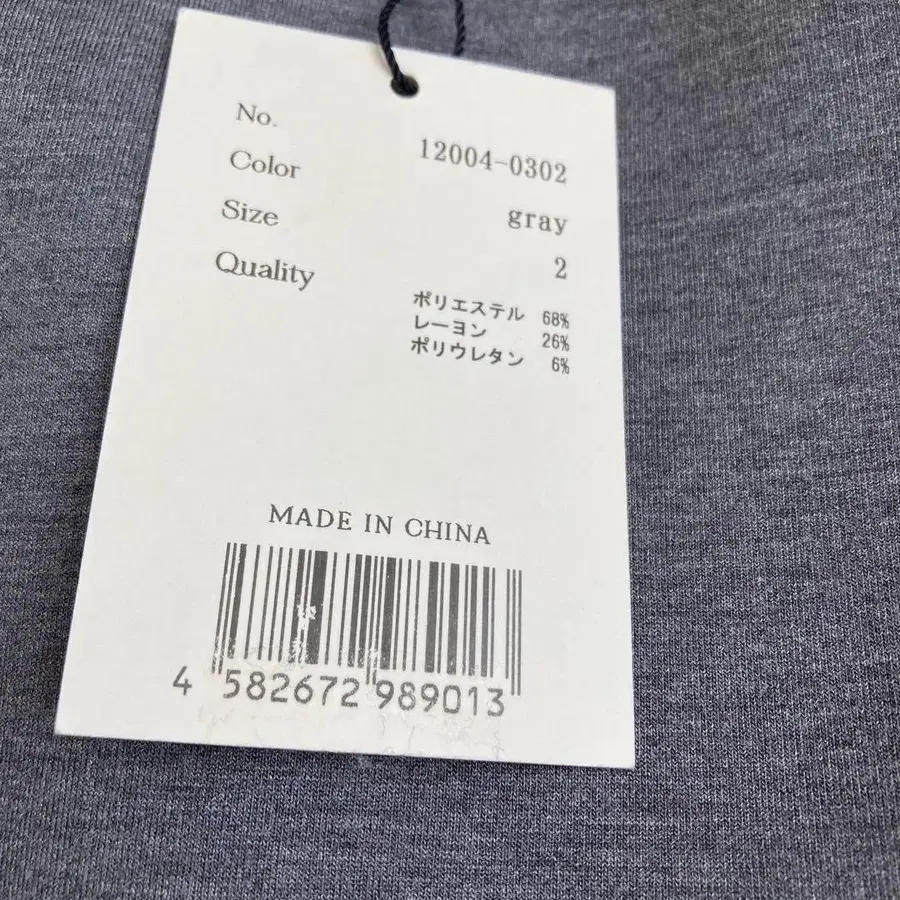 No. 12004-0302
Color gray
Size 2
Quality
ポリエステル 68%
レーヨン 26%
ポリウレタン 6%
MADE IN CHINA
4 582672 989013